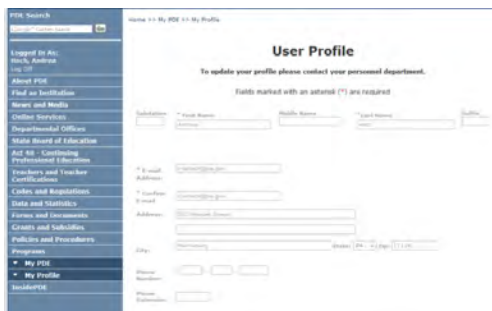 PDE Search
Go
Logged In As:
Log Off
About PDE
Find an Institution
News and Media
Online Services
Departmental Offices
State Board of Education
Act 48 - Continuing
Professional Education
Teachers and Teacher
Certifications
Codes and Regulations
Data and Statistics
Forms and Documents
Grants and Subsidies
Policies and Procedures
Programs
My PDE
My Profile
InsidePDE
Home >> My PDE >> My Profile
User Profile
To update your profile please contact your personnel department.
Fields marked with an asterisk (*) are required
Salutation * First Name Middle Name * Last Name Suffix
* E-mail
Address:
* Confirm
E-mail
Address:
City: State: Zip:
Phone
Number:
Phone
Extension: